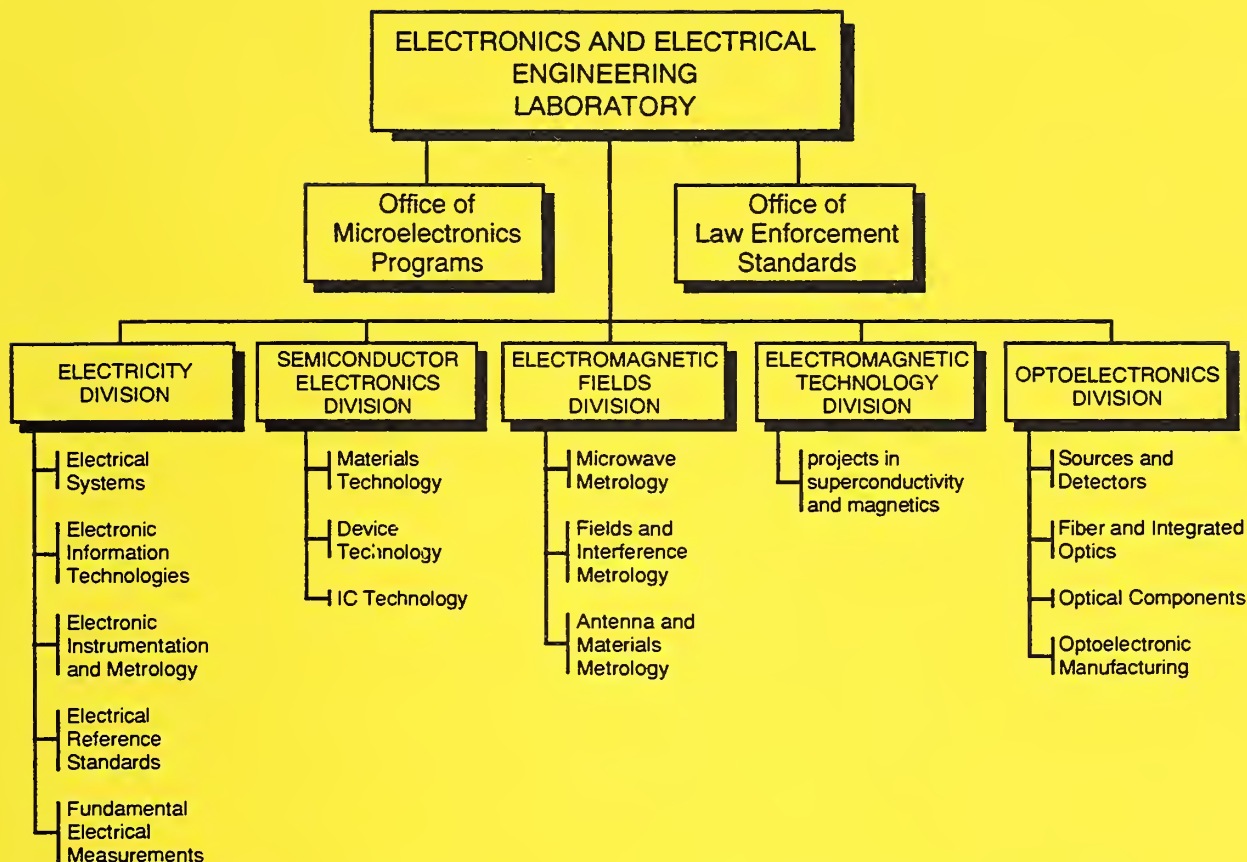 ELECTRONICS AND ELECTRICAL
ENGINEERING
LABORATORY
Office of
Microelectronics
Programs
Office of
Law Enforcement
Standards
ELECTRICITY
DIVISION
Electrical
Systems
Electronic
Information
Technologies
Electronic
Instrumentation
and Metrology
Electrical
Reference
Standards
Fundamental
Electrical
Measurements
SEMICONDUCTOR
ELECTRONICS
DIVISION
Materials
Technology
Device
Technology
IC Technology
ELECTROMAGNETIC
FIELDS
DIVISION
Microwave
Metrology
Fields and
Interference
Metrology
Antenna and
Materials
Metrology
ELECTROMAGNETIC
TECHNOLOGY
DIVISION
projects in
superconductivity
and magnetics
OPTOELECTRONICS
DIVISION
Sources and
Detectors
Fiber and Integrated
Optics
Optical Components
Optoelectronic
Manufacturing